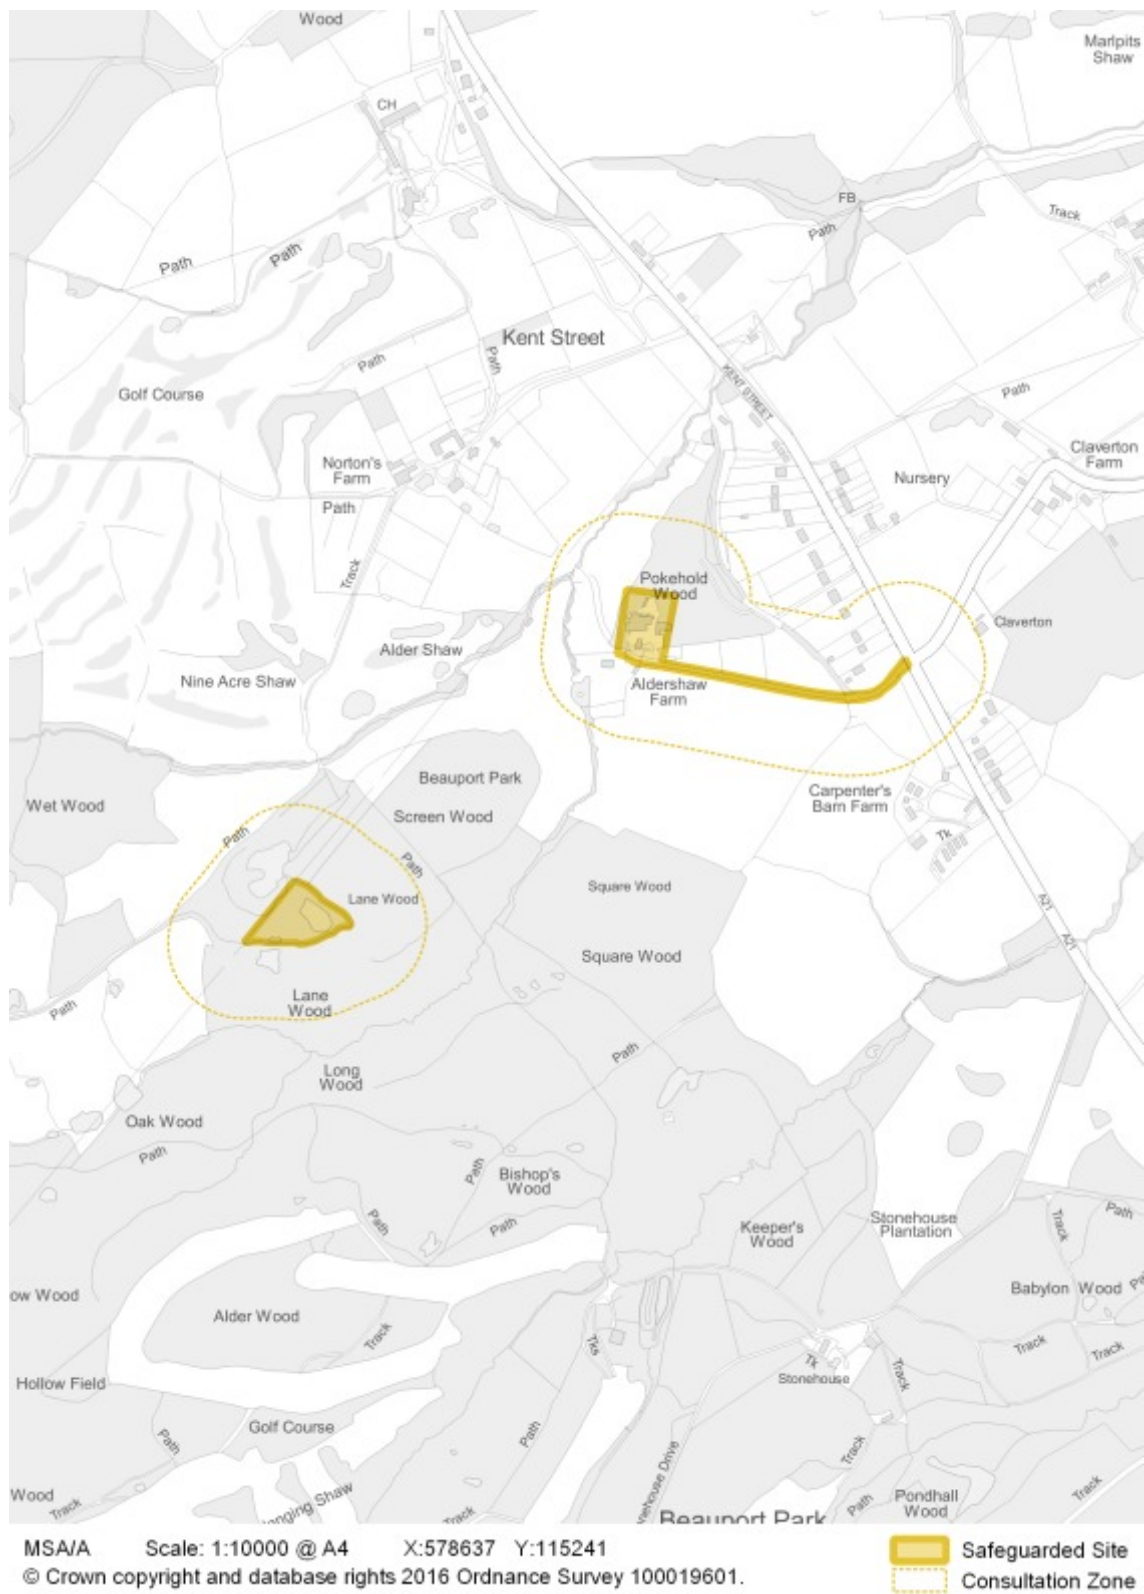 Wood
Marlpits
Shaw
CH
FB
Track
Path
Path
Path
Kent Street
Path
Path
KENT STREET
Golf Course
Path
Norton's
Farm
Claverton
Farm
Nursery
Path
Track
Pokehold
Wood
Claverton
Alder Shaw
Nine Acre Shaw
Aldershaw
Farm
Beauport Park
Carpenter's
Barn Farm
Wet Wood
Screen Wood
Path
Tk
Path
Square Wood
Lane Wood
A21
A21
Square Wood
Lane
Wood
Path
Path
Long
Wood
Oak Wood
Path
Path
Bishop's
Wood
Path
Path
Keeper's
Wood
Stonehouse
Plantation
Track
Path
ow Wood
Babylon Wood
Pa
Alder Wood
Track
Tks
Tk
Stonehouse
Track
Track
Track
Hollow Field
Golf Course
Path
Path
Track
nehouse Drive
Wood
Track
anging Shaw
Track
Path
Pondhall
Wood
Track
Beauport Park
MSA/A Scale: 1:10000 @ A4 X:578637 Y:115241
© Crown copyright and database rights 2016 Ordnance Survey 100019601.
Safeguarded Site
Consultation Zone